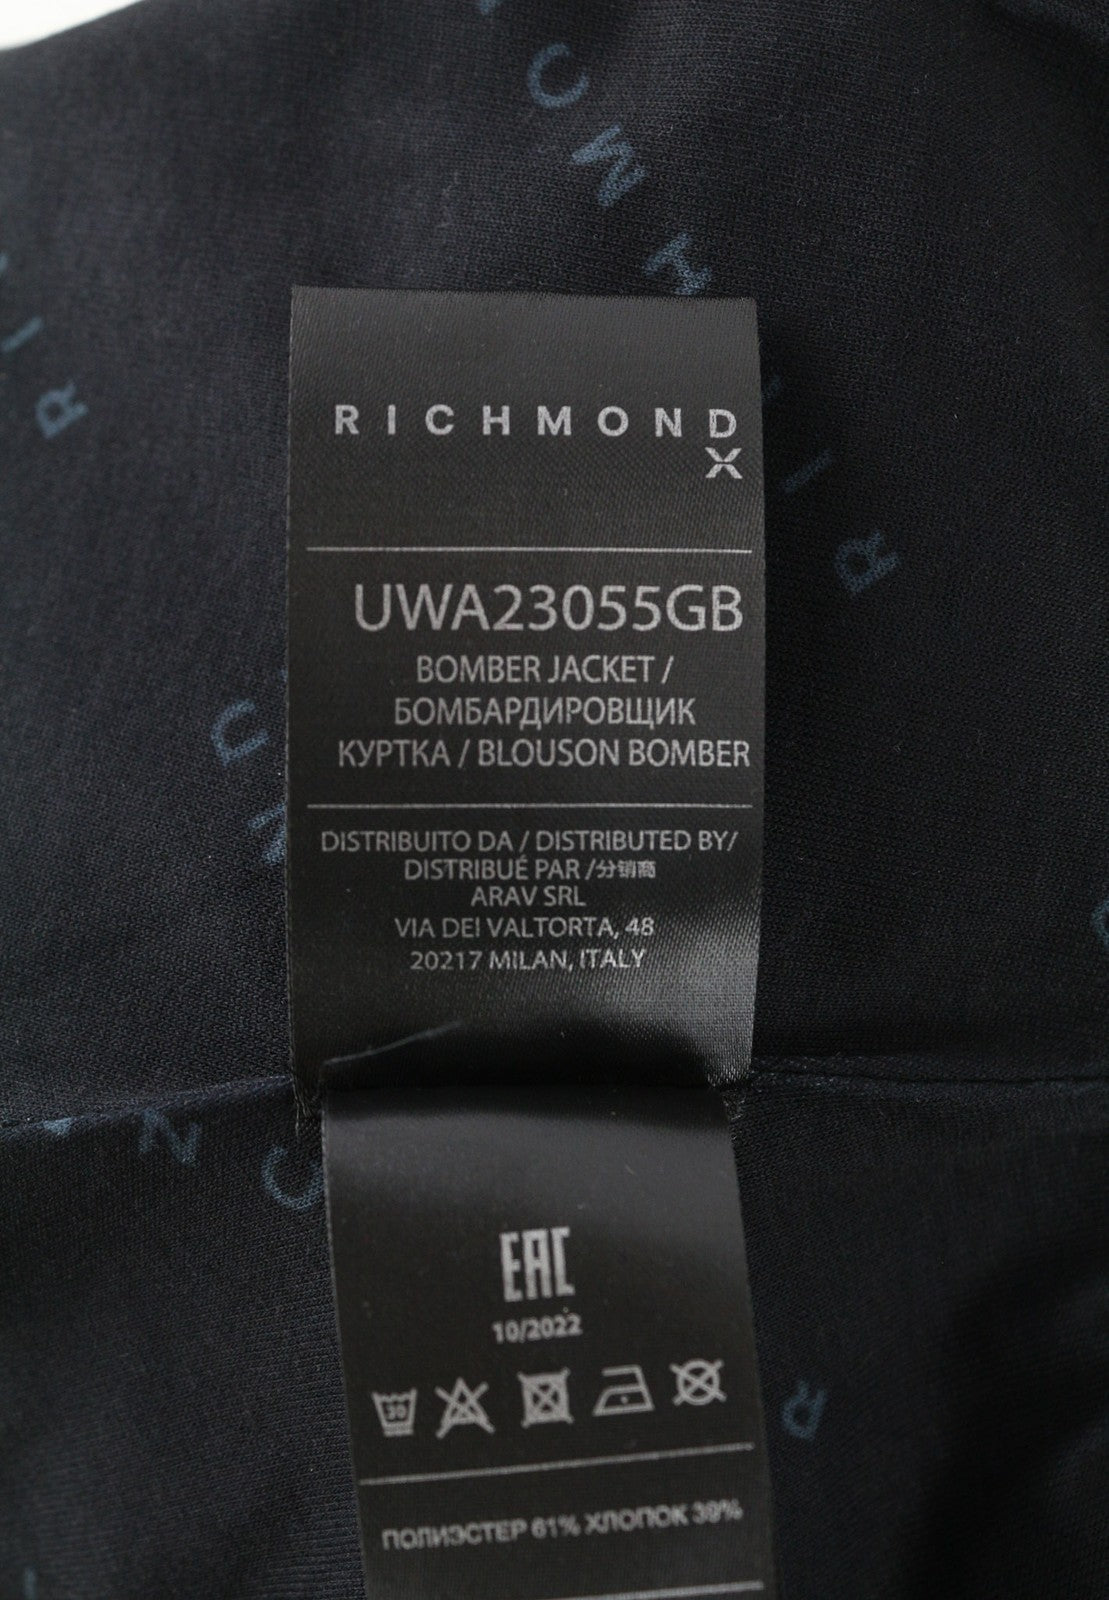 RICHMOND
X
UWA23055GB
BOMBER JACKET /
БОМБАРДИРОВЩИК
КУРТКА / BLOUSON BOMBER
DISTRIBUITO DA / DISTRIBUTED BY/
DISTRIBUÉ PAR /分销商
ARAV SRL
VIA DEI VALTORTA, 48
20217 MILAN, ITALY
EAC
10/2022
30
ПОЛИЭСТЕР 61% ХЛОПОК 39%